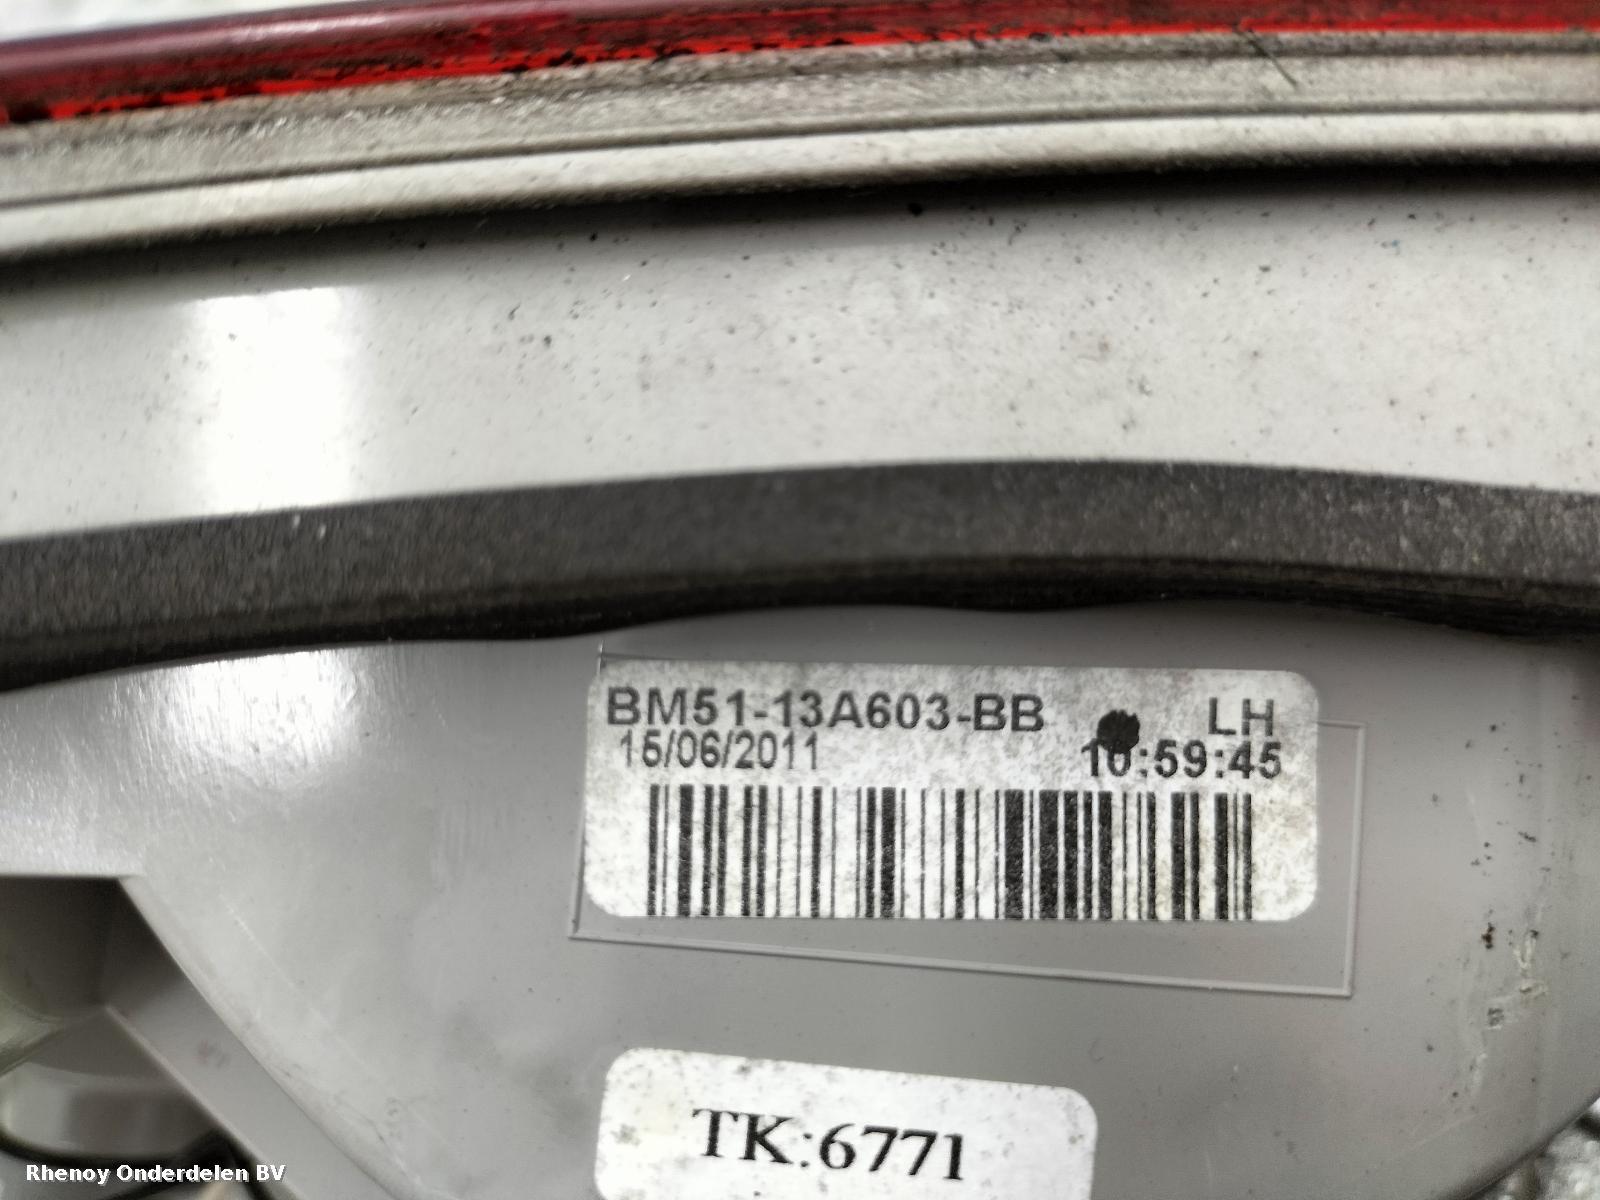 BM51-13A603-BB LH
15/06/2011 10:59:45
TK:6771
Rhenoy Onderdelen BV